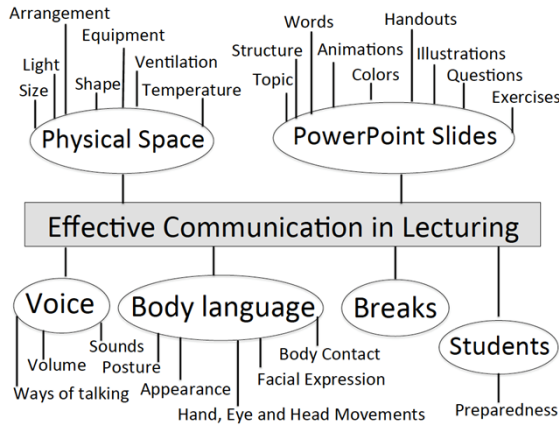 Arrangement
Light
Size
Equipment
Shape
Ventilation
Temperature
Physical Space
Words
Structure
Topic
Animations
Colors
Handouts
Illustrations
Questions
Exercises
PowerPoint Slides
Effective Communication in Lecturing
Voice
Sounds
Volume
Ways of talking
Body language
Posture
Appearance
Hand, Eye and Head Movements
Facial Expression
Body Contact
Breaks
Students
Preparedness